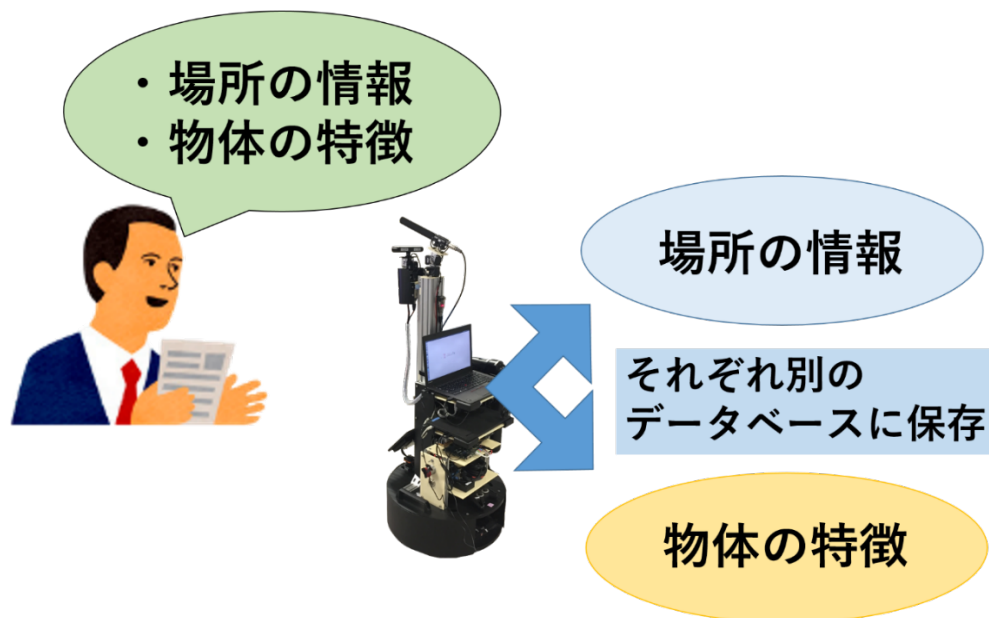 ・場所の情報
・物体の特徴
場所の情報
それぞれ別の
データベースに保存
物体の特徴